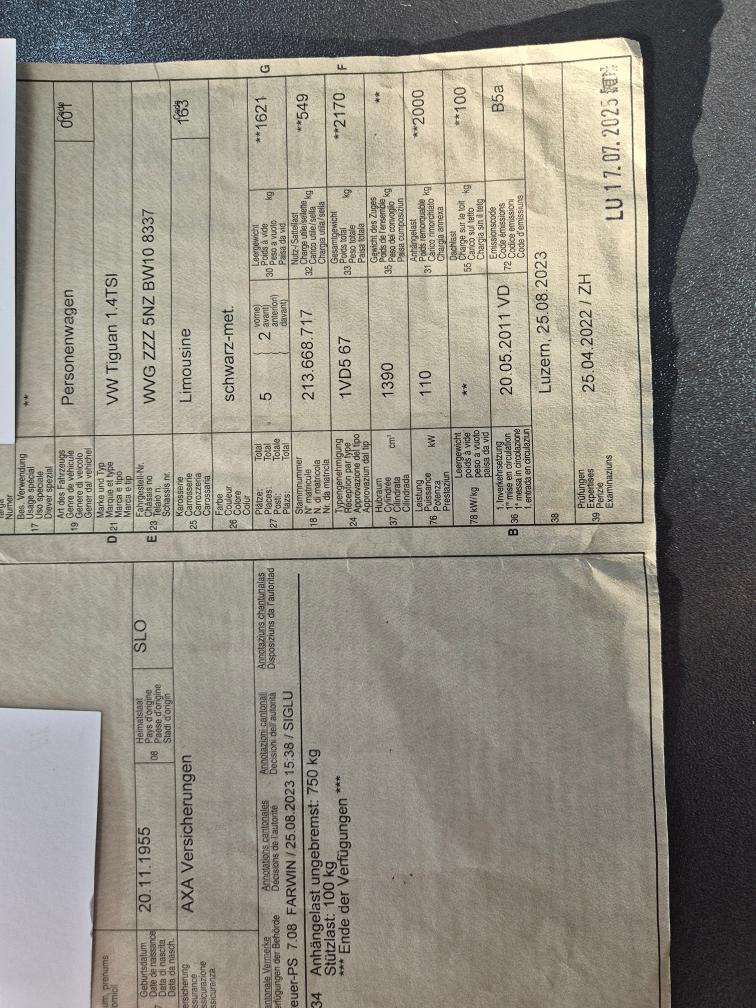 um, prenoms
omicil
Geburtsdatum
Date de naissance
Data di nascita
Data da nasch.
20.11.1955
08
Heimatstaat
Pays d'origine
Paese d'origine
Stadi d'origin
SLO
ersicherung
ssurance
ssicurazione
ssicuranza
AXA Versicherungen
ntonale Vermerke
rfügungen der Behörde
Annotations cantonales
Décisions de l'autorité
Annotazioni cantonali
Decisioni dell'autorità
Annotaziuns chantunalas
Disposiziuns da l'autoritad
euer-PS 7.08 FARWIN / 25.08.2023 15:38 / SIGLU
34 Anhängelast ungebremst: 750 kg
Stützlast: 100 kg
*** Ende der Verfügungen ***
17
Bes. Verwendung
Usage spécial
Uso speciale
Diever spezial
**
19
Art des Fahrzeugs
Genre de véhicule
Genere di veicolo
Gener dal vehichel
Personenwagen
Code
001
D 21
Marke und Typ
Marque et type
Marca e tipo
Marca e tip
VW Tiguan 1.4TSI
E 23
Fahrgestell-Nr.
Châssis no
Telaio n.
Schassis nr.
WVG ZZZ 5NZ BW10 8337
25
Karosserie
Carrosserie
Carrozzeria
Carossaria
Limousine
Code
163
26
Farbe
Couleur
Colore
Colur
schwarz-met.
27
Plätze: Total
Places: Total
Posti: Totale
Plazs: Total
5
2
vorne)
avant)
anteriori)
davant)
30
Leergewicht
Poids à vide
Peso a vuoto
Paisa da vid
kg
**1621
G
18
Stammnummer
N° matricule
N. di matricola
Nr. da matricla
213.668.717
32
Nutz-/Sattellast
Charge utile/sellette
Carico utile/sella
Chargia utila/sella
kg
**549
24
Typengenehmigung
Réception par type
Approvazione del tipo
Approvaziun dal tip
1VD5 67
33
Gesamtgewicht
Poids total
Peso totale
Paisa totala
kg
**2170
F
37
Hubraum
Cylindrée
Cilindrata
Cilindrada
cm³
1390
35
Gewicht des Zuges
Poids de l'ensemble
Peso del convoglio
Paisa cumposiziun
kg
**
76
Leistung
Puissance
Potenza
Prestaziun
kW
110
31
Anhängelast
Poids remorquable
Carico rimorchiato
Chargia annexa
kg
**2000
78 kW/kg
Leergewicht
poids à vide
peso a vuoto
paisa da vid
**
55
Dachlast
Charge sur le toit
Carico sul tetto
Chargia sin il tetg
kg
**100
B 36
1. Inverkehrsetzung
1re mise en circulation
1a messa in circolazione
1. entrada en circulaziun
20.05.2011 VD
72
Emissionscode
Code émissions
Codice emissioni
Code d'emissiuns
B5a
38
Luzern, 25.08.2023
39
Prüfungen
Expertises
Perizie
Examinaziuns
25.04.2022 / ZH
LU 17. 07. 2025